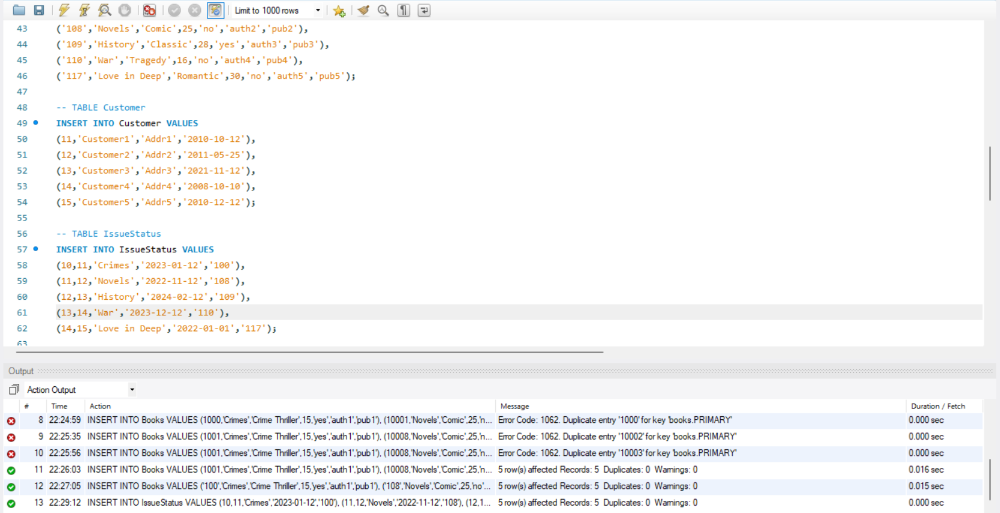 Limit to 1000 rows
43 ('108','Novels','Comic',25,'no','auth2','pub2'),
44 ('109','History','Classic',28,'yes','auth3','pub3'),
45 ('110','War','Tragedy',16,'no','auth4','pub4'),
46 ('117','Love in Deep','Romantic',30,'no','auth5','pub5');
47
48 -- TABLE Customer
49 INSERT INTO Customer VALUES
50 (11,'Customer1','Addr1','2010-10-12'),
51 (12,'Customer2','Addr2','2011-05-25'),
52 (13,'Customer3','Addr3','2021-11-12'),
53 (14,'Customer4','Addr4','2008-10-10'),
54 (15,'Customer5','Addr5','2010-12-12');
55
56 -- TABLE IssueStatus
57 INSERT INTO IssueStatus VALUES
58 (10,11,'Crimes','2023-01-12','100'),
59 (11,12,'Novels','2022-11-12','108'),
60 (12,13,'History','2024-02-12','109'),
61 (13,14,'War','2023-12-12','110'),
62 (14,15,'Love in Deep','2022-01-01','117');
63
Output
Action Output
# Time Action Message Duration / Fetch
8 22:24:59 INSERT INTO Books VALUES (1000,'Crimes','Crime Thriller',15,'yes','auth1','pub1'), (10001,'Novels','Comic',25,'n... Error Code: 1062. Duplicate entry '1000' for key 'books.PRIMARY' 0.000 sec
9 22:25:35 INSERT INTO Books VALUES (1001,'Crimes','Crime Thriller',15,'yes','auth1','pub1'), (10008,'Novels','Comic',25,'n... Error Code: 1062. Duplicate entry '10002' for key 'books.PRIMARY' 0.000 sec
10 22:25:56 INSERT INTO Books VALUES (1001,'Crimes','Crime Thriller',15,'yes','auth1','pub1'), (10008,'Novels','Comic',25,'n... Error Code: 1062. Duplicate entry '10003' for key 'books.PRIMARY' 0.000 sec
11 22:26:03 INSERT INTO Books VALUES (1001,'Crimes','Crime Thriller',15,'yes','auth1','pub1'), (10008,'Novels','Comic',25,'n... 5 row(s) affected Records: 5 Duplicates: 0 Warnings: 0 0.016 sec
12 22:27:05 INSERT INTO Books VALUES ('100','Crimes','Crime Thriller',15,'yes','auth1','pub1'), ('108','Novels','Comic',25,'no'... 5 row(s) affected Records: 5 Duplicates: 0 Warnings: 0 0.015 sec
13 22:29:12 INSERT INTO IssueStatus VALUES (10,11,'Crimes','2023-01-12','100'), (11,12,'Novels','2022-11-12','108'), (12,1... 5 row(s) affected Records: 5 Duplicates: 0 Warnings: 0 0.000 sec